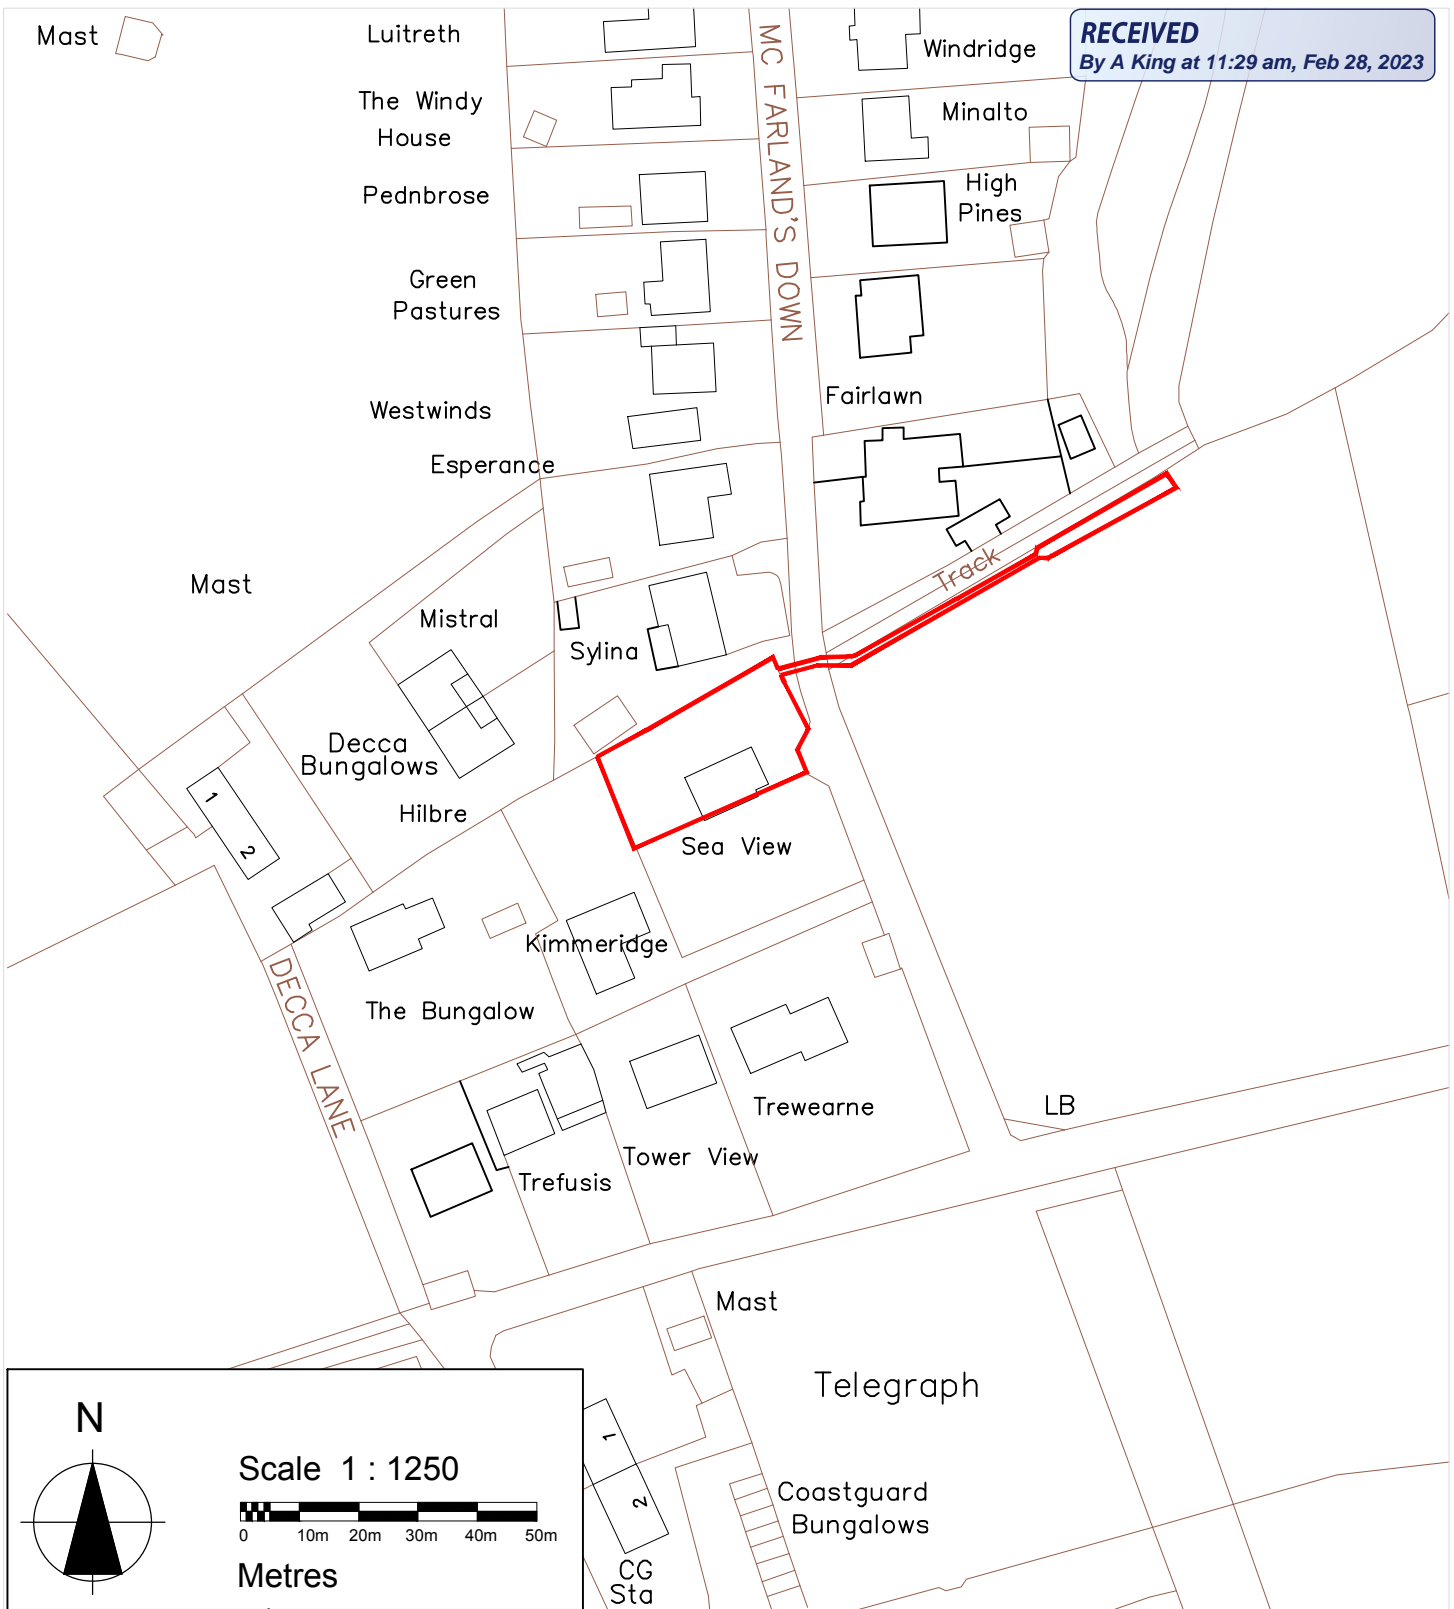 Mast
Luitreth
Windridge
RECEIVED
By A King at 11:29 am, Feb 28, 2023
The Windy
House
Minalto
MC FARLAND'S DOWN
Pednbrose
High
Pines
Green
Pastures
Westwinds
Fairlawn
Esperance
Mast
Track
Mistral
Sylina
Decca
Bungalows
1
2
Hilbre
Sea View
Kimmeridge
The Bungalow
DECCA LANE
LB
Trewearne
Tower View
Trefusis
Mast
Telegraph
1
2
Coastguard
Bungalows
CG
Sta
N
Scale 1 : 1250
0 10m 20m 30m 40m 50m
Metres